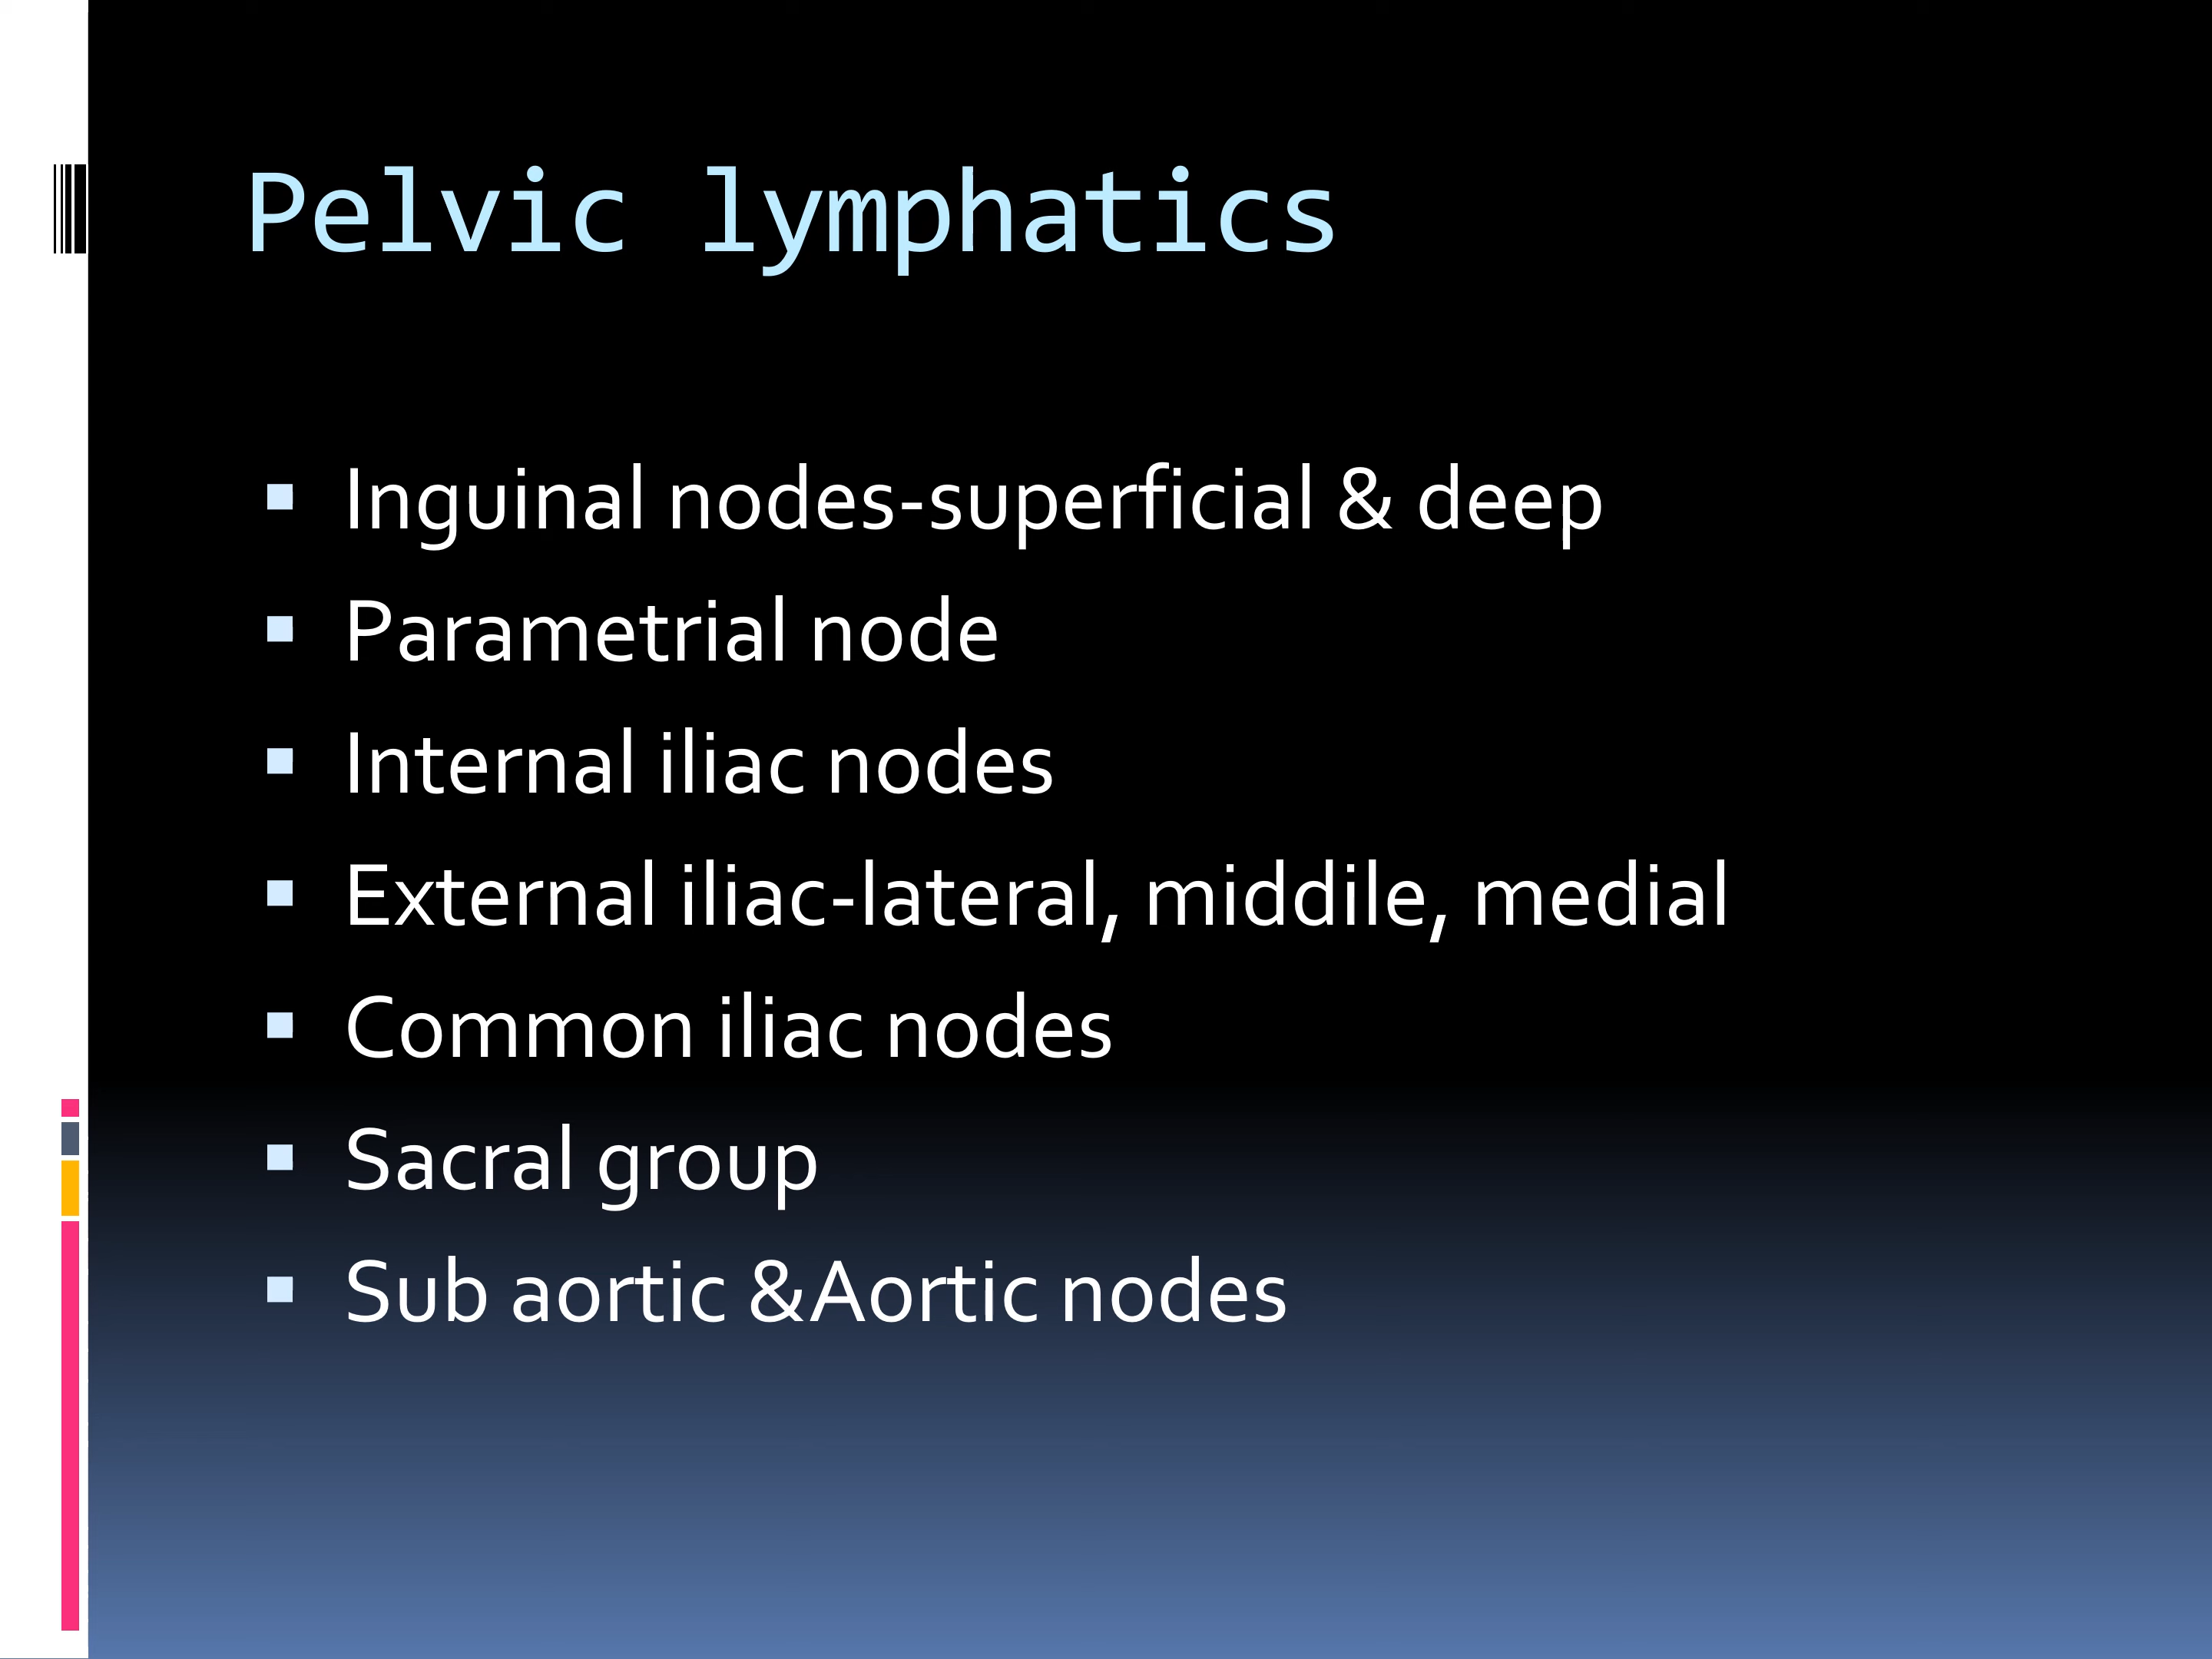 Pelvic lymphatics
Inguinal nodes-superficial & deep
Parametrial node
Internal iliac nodes
External iliac-lateral, middile, medial
Common iliac nodes
Sacral group
Sub aortic &Aortic nodes